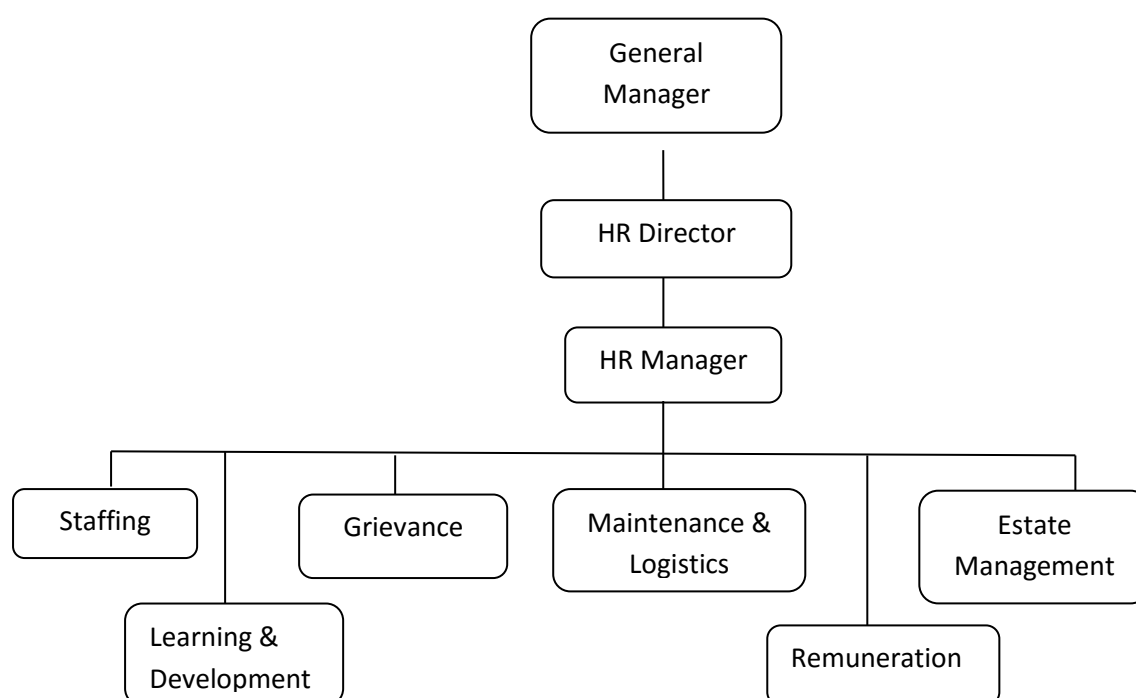 General
Manager
HR Director
HR Manager
Staffing
Grievance
Maintenance &
Logistics
Estate
Management
Learning &
Development
Remuneration